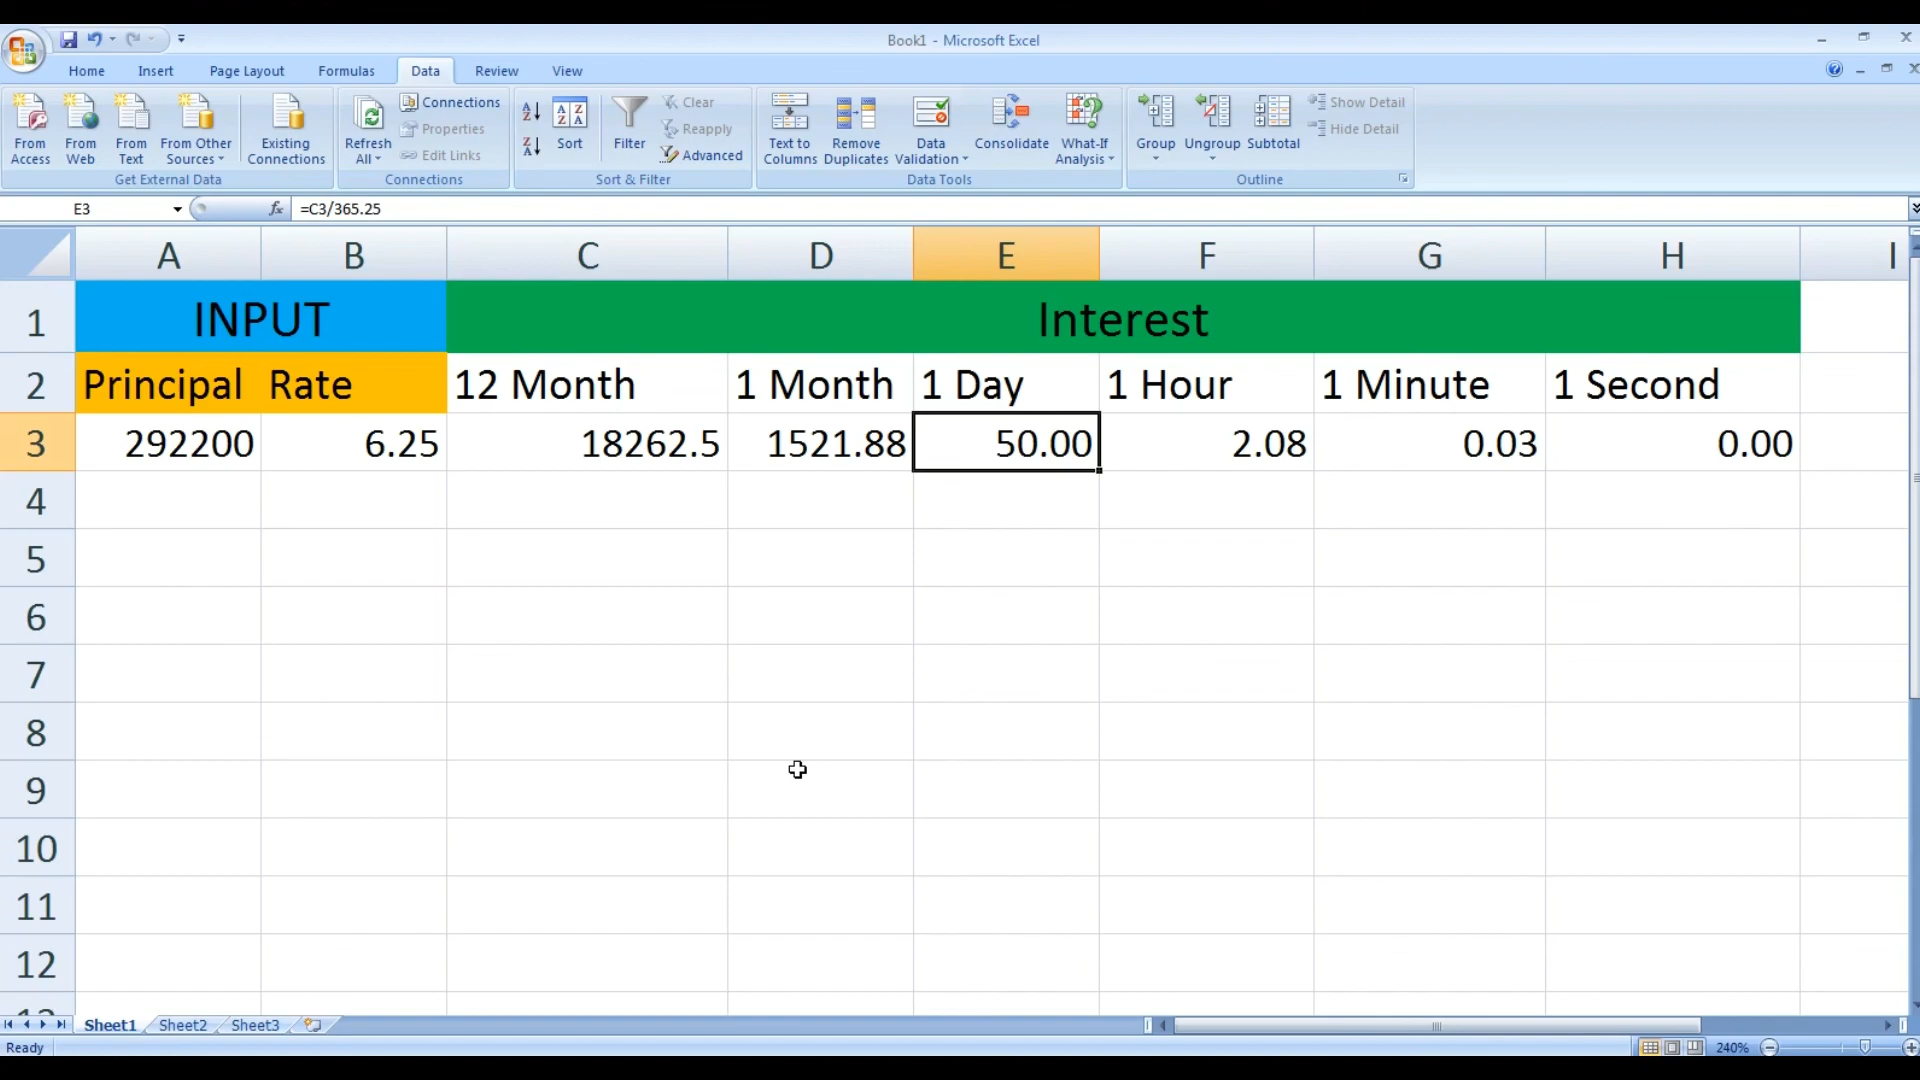 Book1 - Microsoft Excel
Home Insert Page Layout Formulas Data Review View
From Access
From Web
From Text
From Other Sources
Existing Connections
Get External Data
Refresh All
Connections
Properties
Edit Links
Connections
Sort
Filter
Clear
Reapply
Advanced
Sort & Filter
Text to Columns
Remove Duplicates
Data Validation
Consolidate
What-If Analysis
Data Tools
Group
Ungroup
Subtotal
Show Detail
Hide Detail
Outline
E3 fx =C3/365.25
A B C D E F G H I
1 INPUT Interest
2 Principal Rate 12 Month 1 Month 1 Day 1 Hour 1 Minute 1 Second
3 292200 6.25 18262.5 1521.88 50.00 2.08 0.03 0.00
4
5
6
7
8
9
10
11
12
Sheet1 Sheet2 Sheet3
Ready 240%